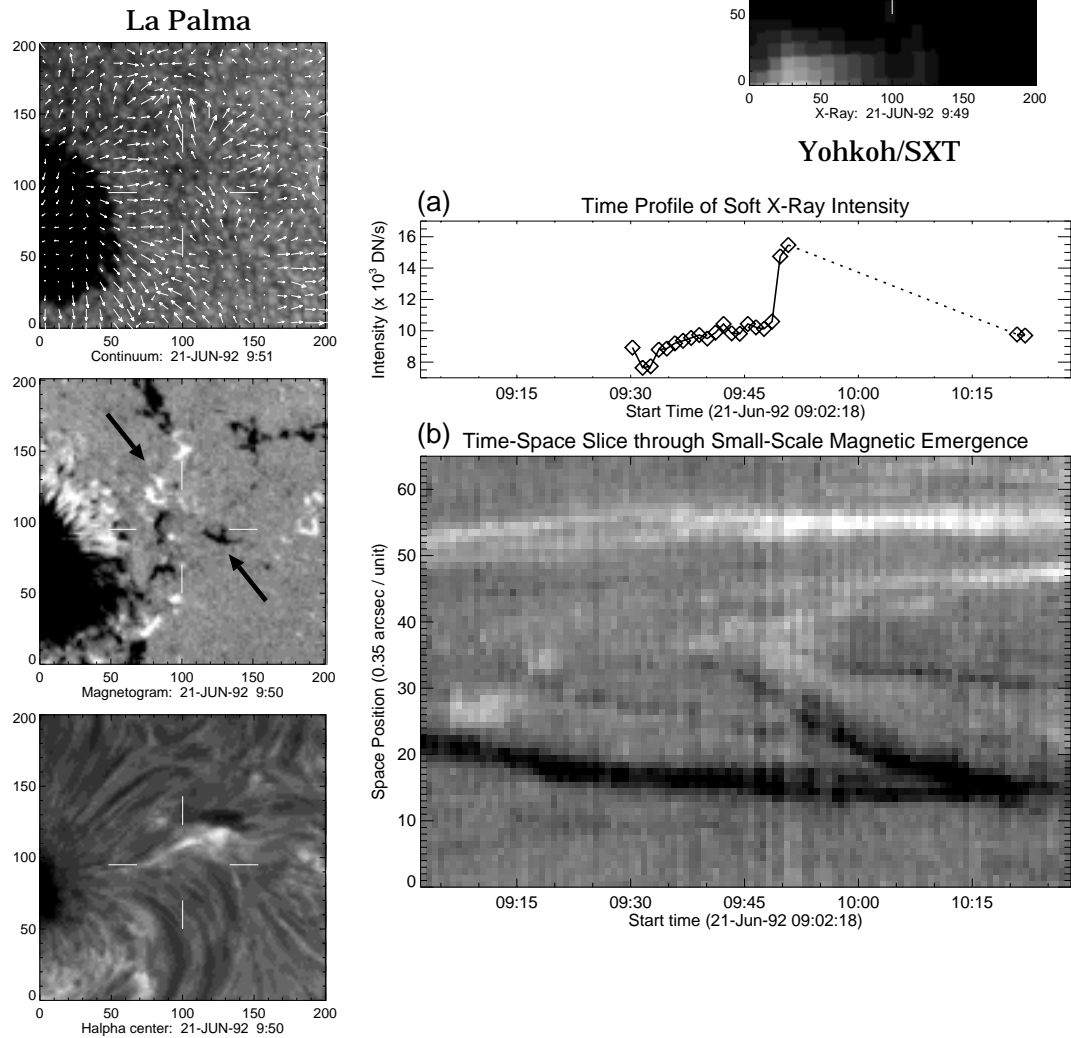 La Palma
200
150
100
50
0
0 50 100 150 200
Continuum: 21-JUN-92 9:51
200
150
100
50
0
0 50 100 150 200
Magnetogram: 21-JUN-92 9:50
200
150
100
50
0
0 50 100 150 200
Halpha center: 21-JUN-92 9:50
60
40
20
0
0 50 100 150 200
X-Ray: 21-JUN-92 9:49
Yohkoh/SXT
(a)
Time Profile of Soft X-Ray Intensity
Intensity (x 10³ DN/s)
16
14
12
10
8
09:15 09:30 09:45 10:00 10:15
Start Time (21-Jun-92 09:02:18)
(b) Time-Space Slice through Small-Scale Magnetic Emergence
Space Position (0.35 arcsec / unit)
60
50
40
30
20
10
0
09:15 09:30 09:45 10:00 10:15
Start time (21-Jun-92 09:02:18)